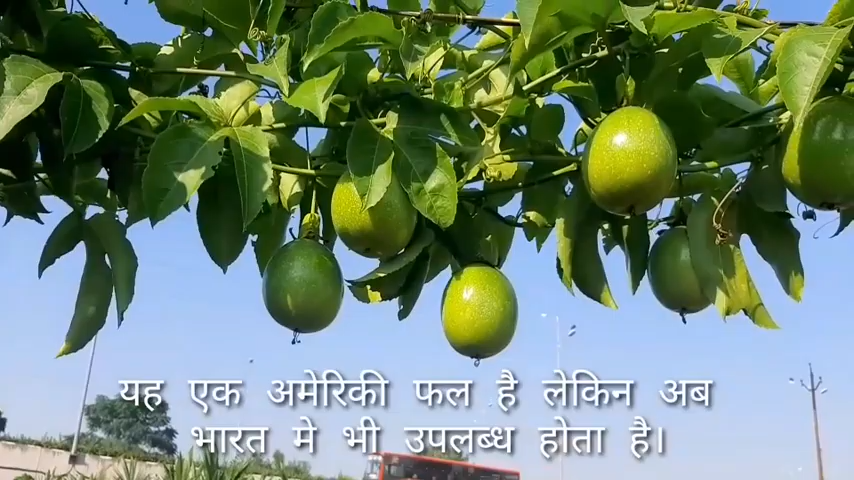 यह एक अमेरिकी फल है लेकिन अब
भारत में भी उपलब्ध होता है।